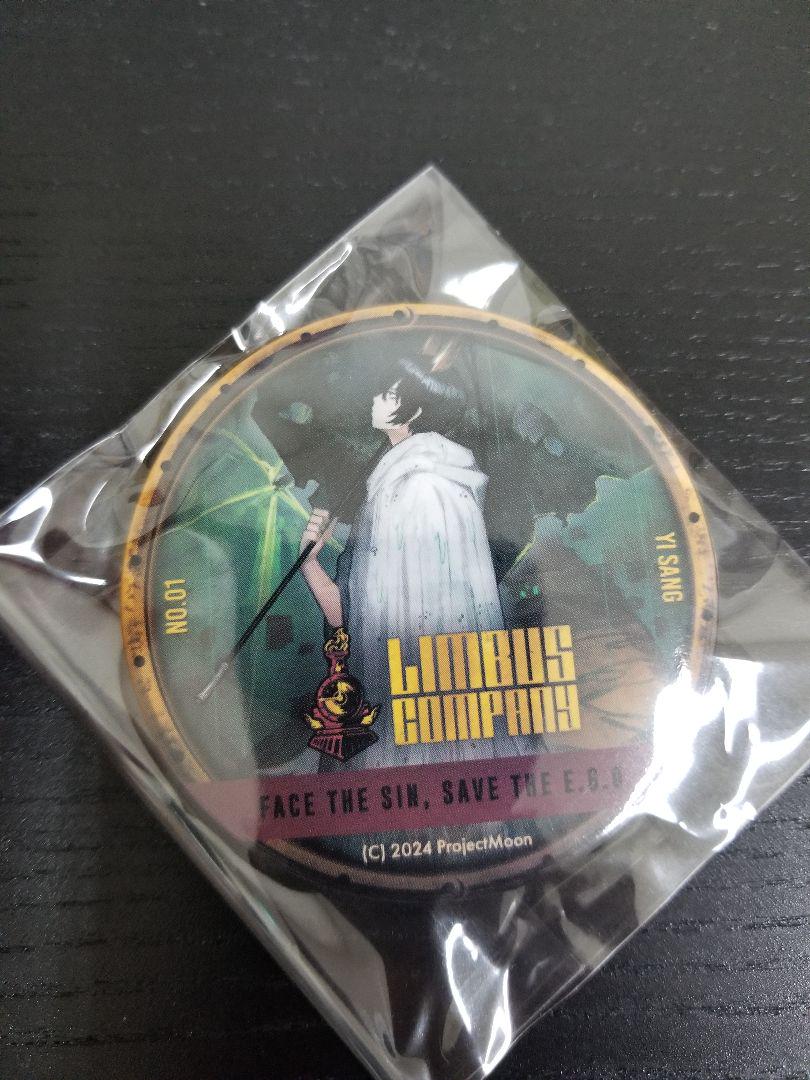 NO.01
YI SANG
LIMBUS
COMPANY
FACE THE SIN, SAVE THE E.G.O
(C) 2024 ProjectMoon